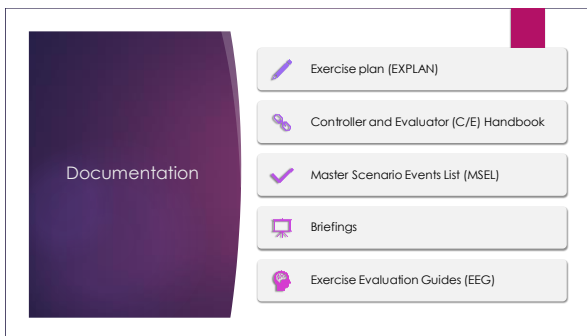 Documentation
Exercise plan (EXPLAN)
Controller and Evaluator (C/E) Handbook
Master Scenario Events List (MSEL)
Briefings
Exercise Evaluation Guides (EEG)